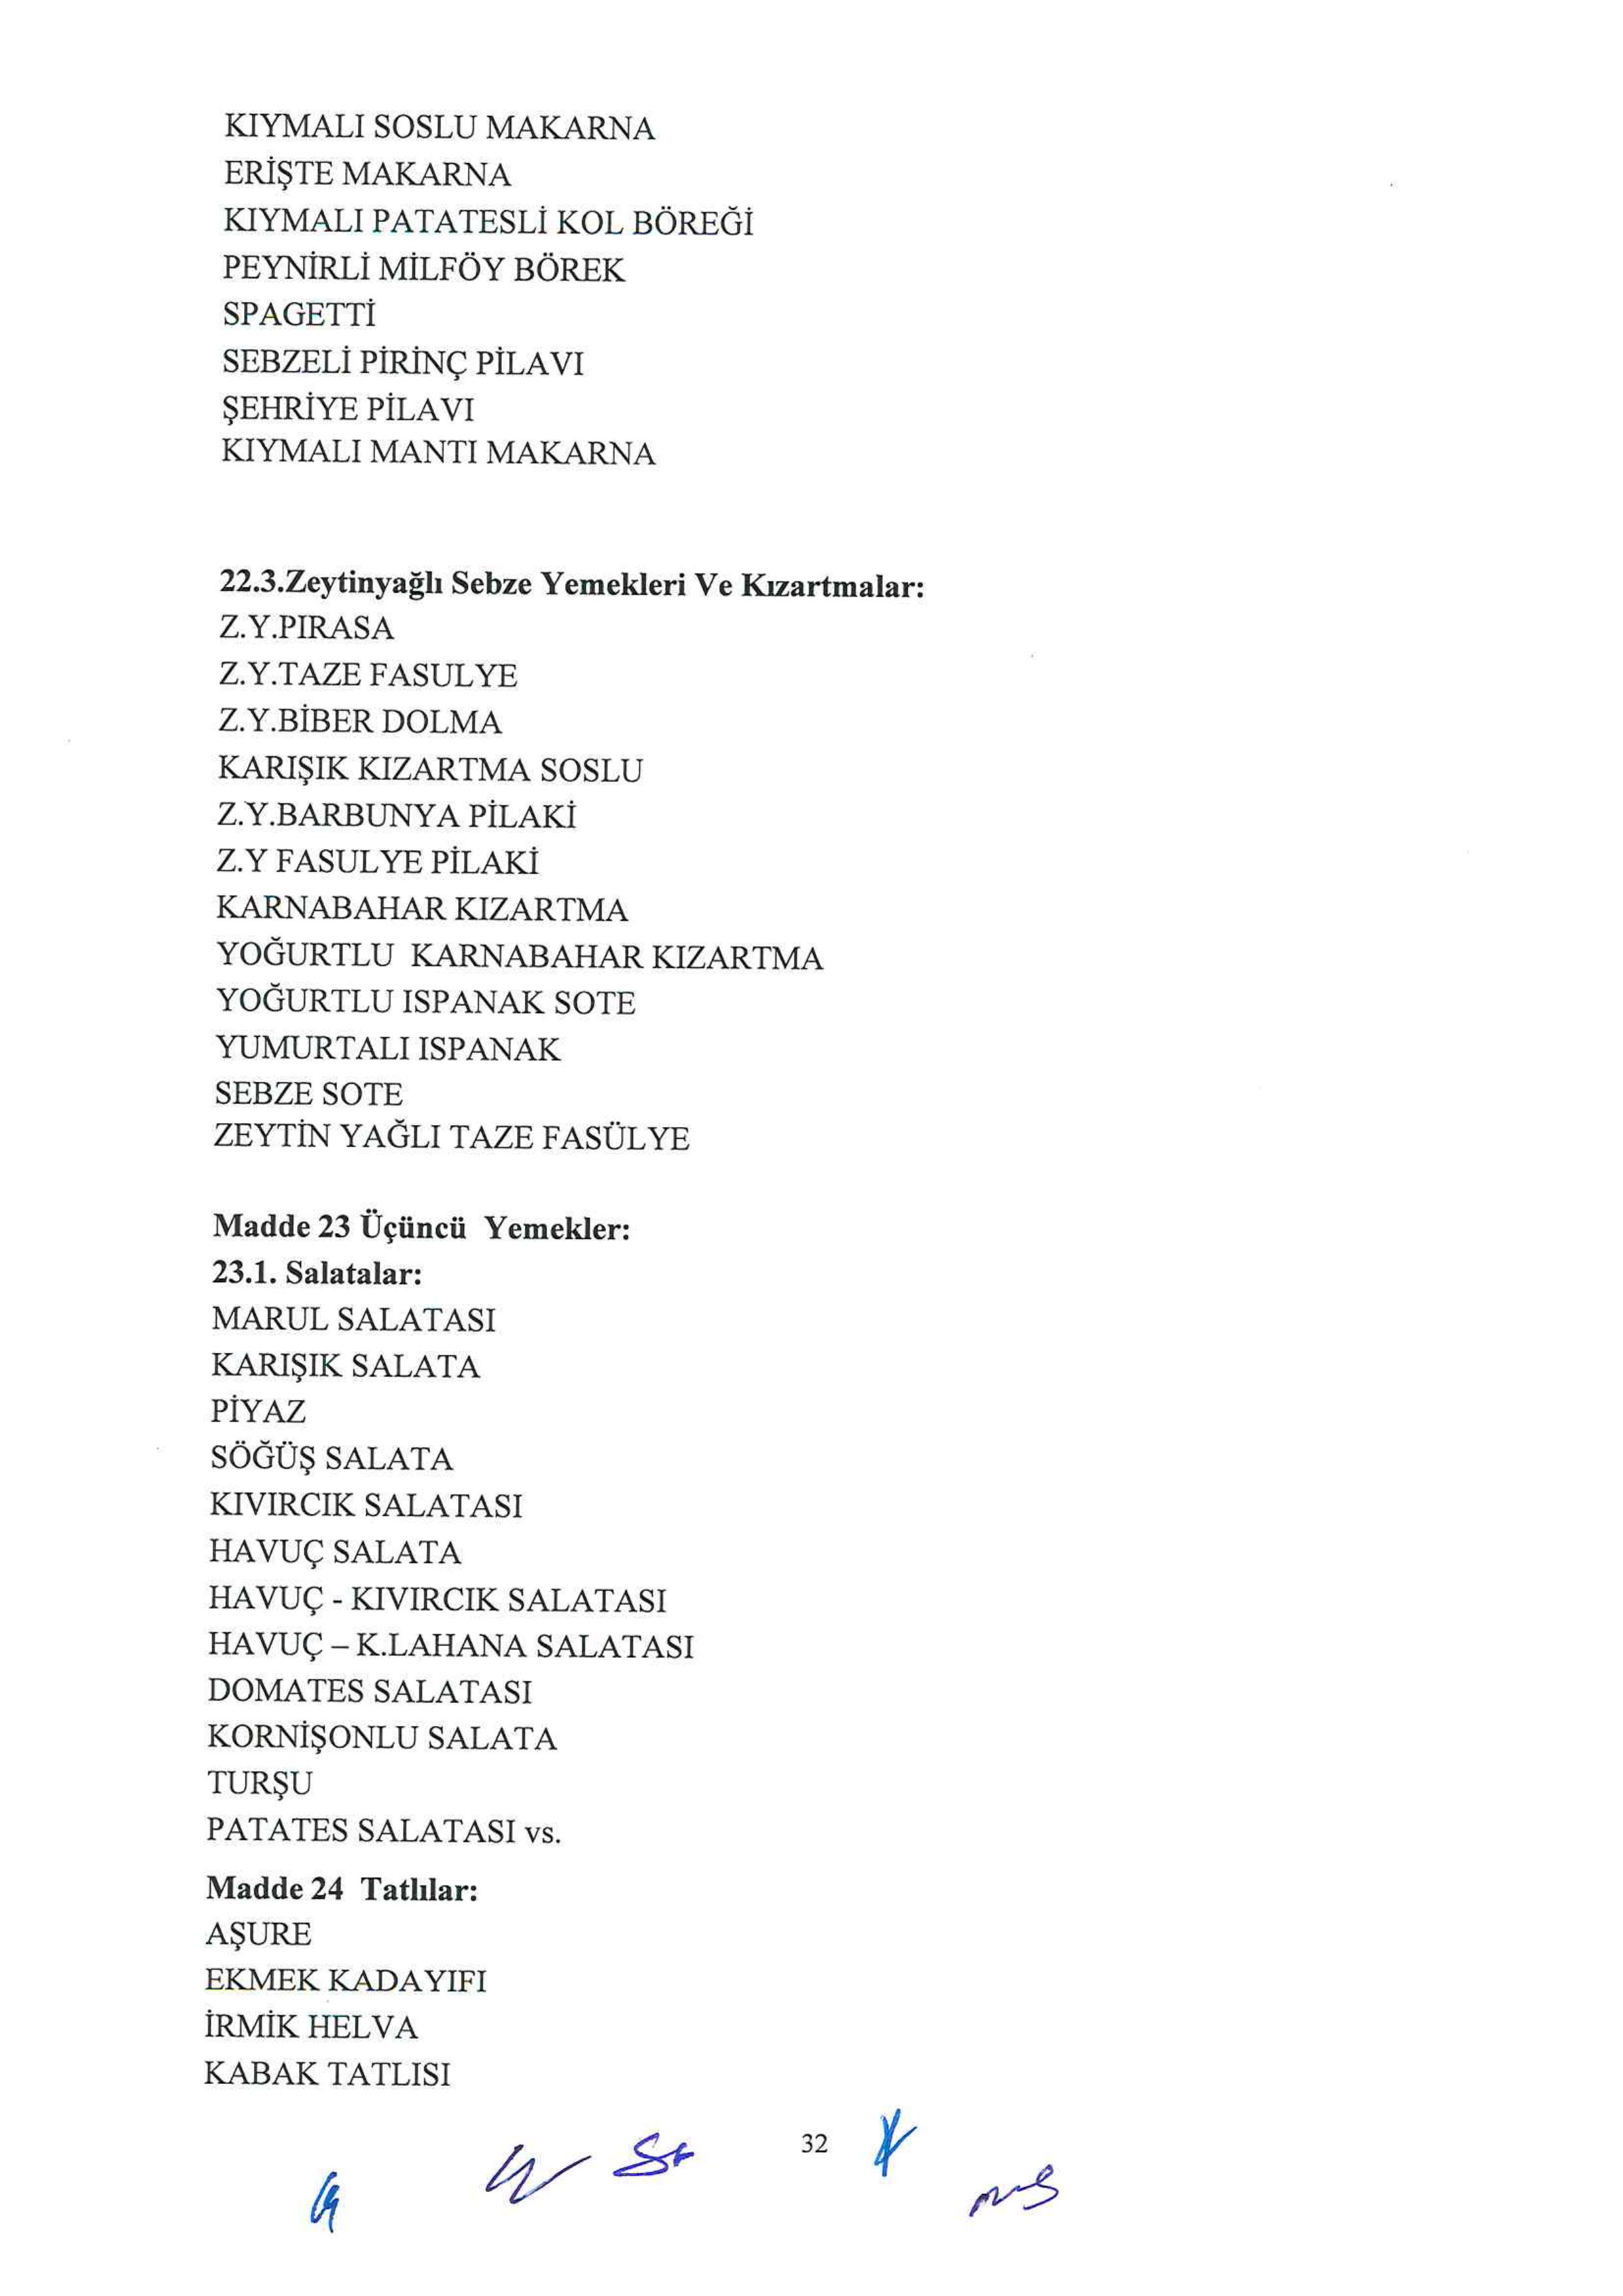 KIYMALI SOSLU MAKARNA
ERİŞTE MAKARNA
KIYMALI PATATESLİ KOL BÖREĞİ
PEYNİRLİ MİLFÖY BÖREK
SPAGETTİ
SEBZELİ PİRİNÇ PİLAVI
ŞEHRİYE PİLAVI
KIYMALI MANTI MAKARNA
22.3.Zeytinyağlı Sebze Yemekleri Ve Kızartmalar:
Z.Y.PIRASA
Z.Y.TAZE FASULYE
Z.Y.BİBER DOLMA
KARIŞIK KIZARTMA SOSLU
Z.Y.BARBUNYA PİLAKİ
Z.Y FASULYE PİLAKİ
KARNABAHAR KIZARTMA
YOĞURTLU KARNABAHAR KIZARTMA
YOĞURTLU ISPANAK SOTE
YUMURTALI ISPANAK
SEBZE SOTE
ZEYTİN YAĞLI TAZE FASÜLYE
Madde 23 Üçüncü Yemekler:
23.1. Salatalar:
MARUL SALATASI
KARIŞIK SALATA
PİYAZ
SÖĞÜŞ SALATA
KIVIRCIK SALATASI
HAVUÇ SALATA
HAVUÇ - KIVIRCIK SALATASI
HAVUÇ – K.LAHANA SALATASI
DOMATES SALATASI
KORNİŞONLU SALATA
TURŞU
PATATES SALATASI vs.
Madde 24 Tatlılar:
AŞURE
EKMEK KADAYIFI
İRMİK HELVA
KABAK TATLISI
32